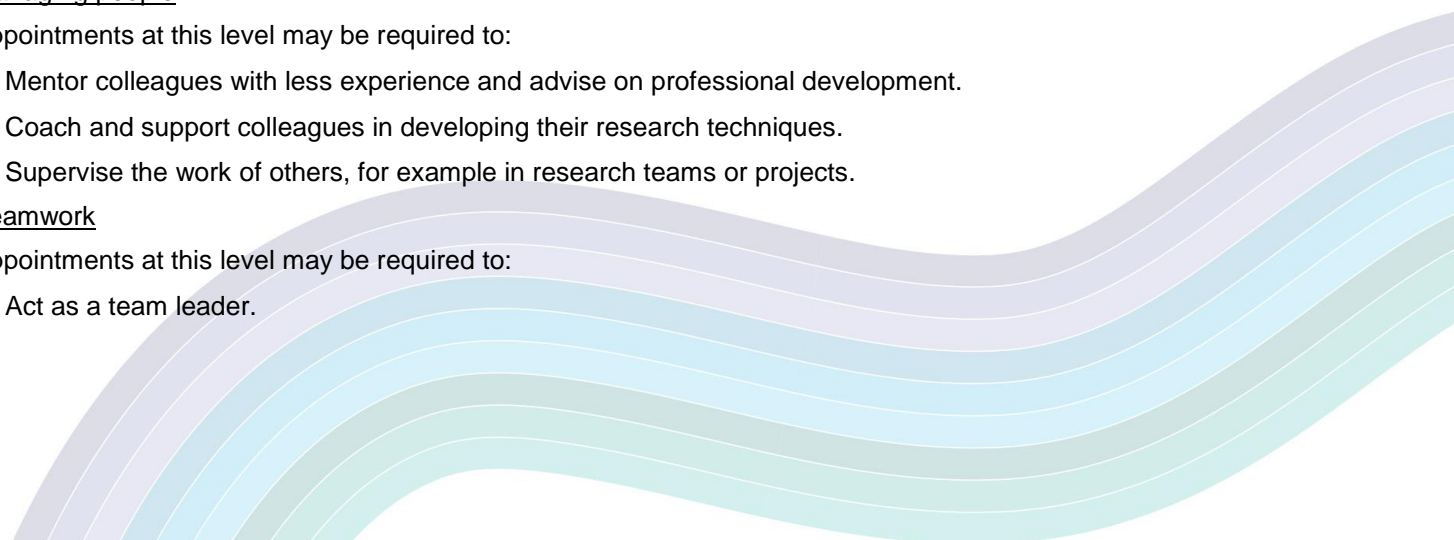 ppointments at this level may be required to:
Mentor colleagues with less experience and advise on professional development.
Coach and support colleagues in developing their research techniques.
Supervise the work of others, for example in research teams or projects.
eamwork
ppointments at this level may be required to:
Act as a team leader.